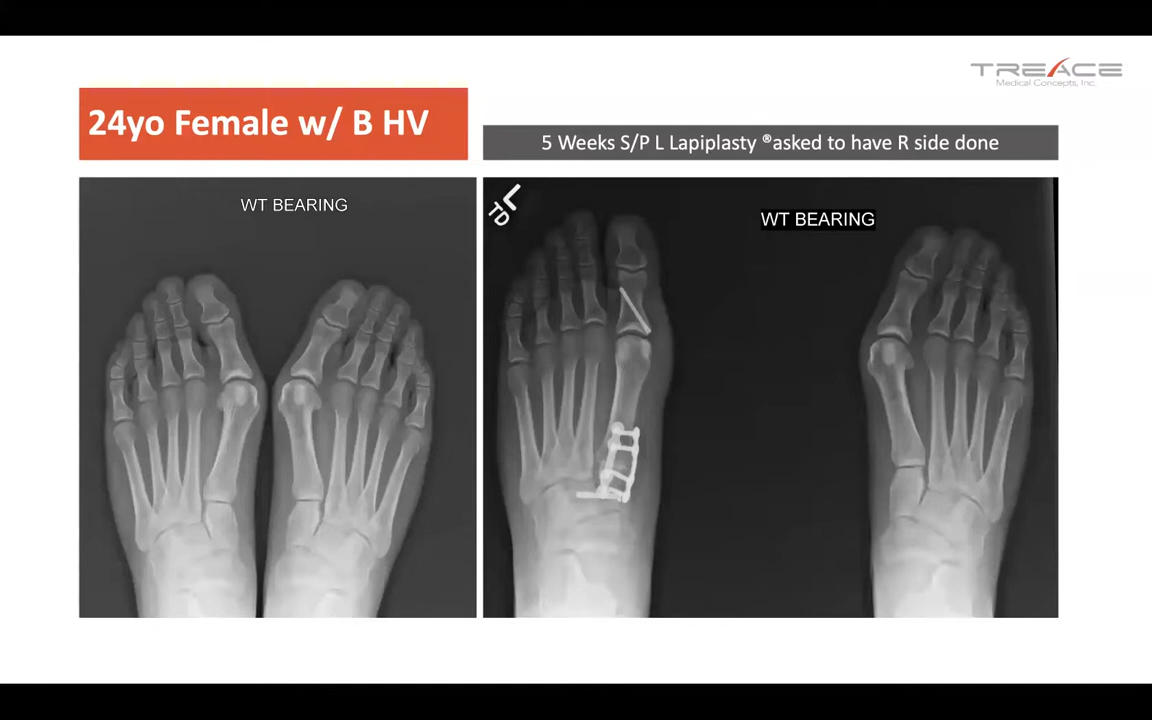 TREACE
Medical Concepts, Inc.
24yo Female w/ B HV
5 Weeks S/P L Lapiplasty ®asked to have R side done
WT BEARING
L
TD
WT BEARING